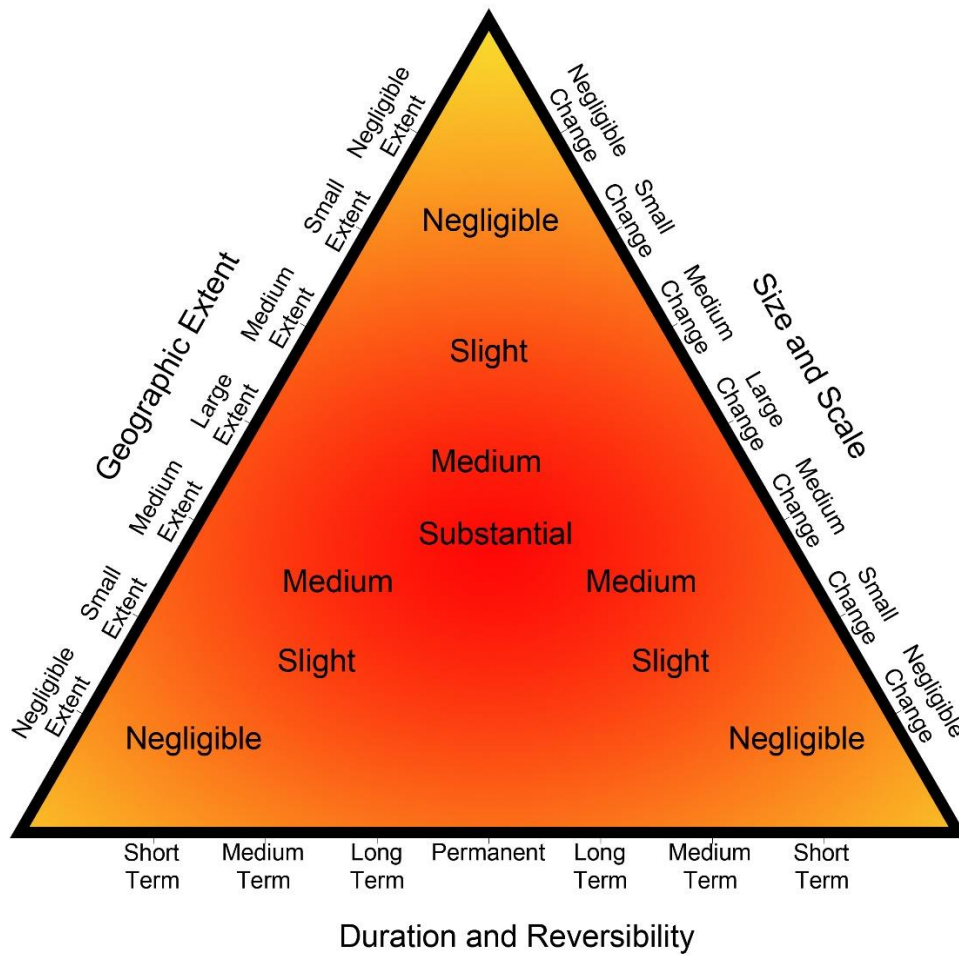 Negligible
Extent
Small
Extent
Medium
Extent
Large
Extent
Medium
Extent
Small
Extent
Negligible
Extent
Geographic Extent
Negligible
Change
Small
Change
Medium
Change
Large
Change
Medium
Change
Small
Change
Negligible
Change
Size and Scale
Negligible
Slight
Medium
Substantial
Medium
Medium
Slight
Slight
Negligible
Negligible
Short
Term
Medium
Term
Long
Term
Permanent
Long
Term
Medium
Term
Short
Term
Duration and Reversibility